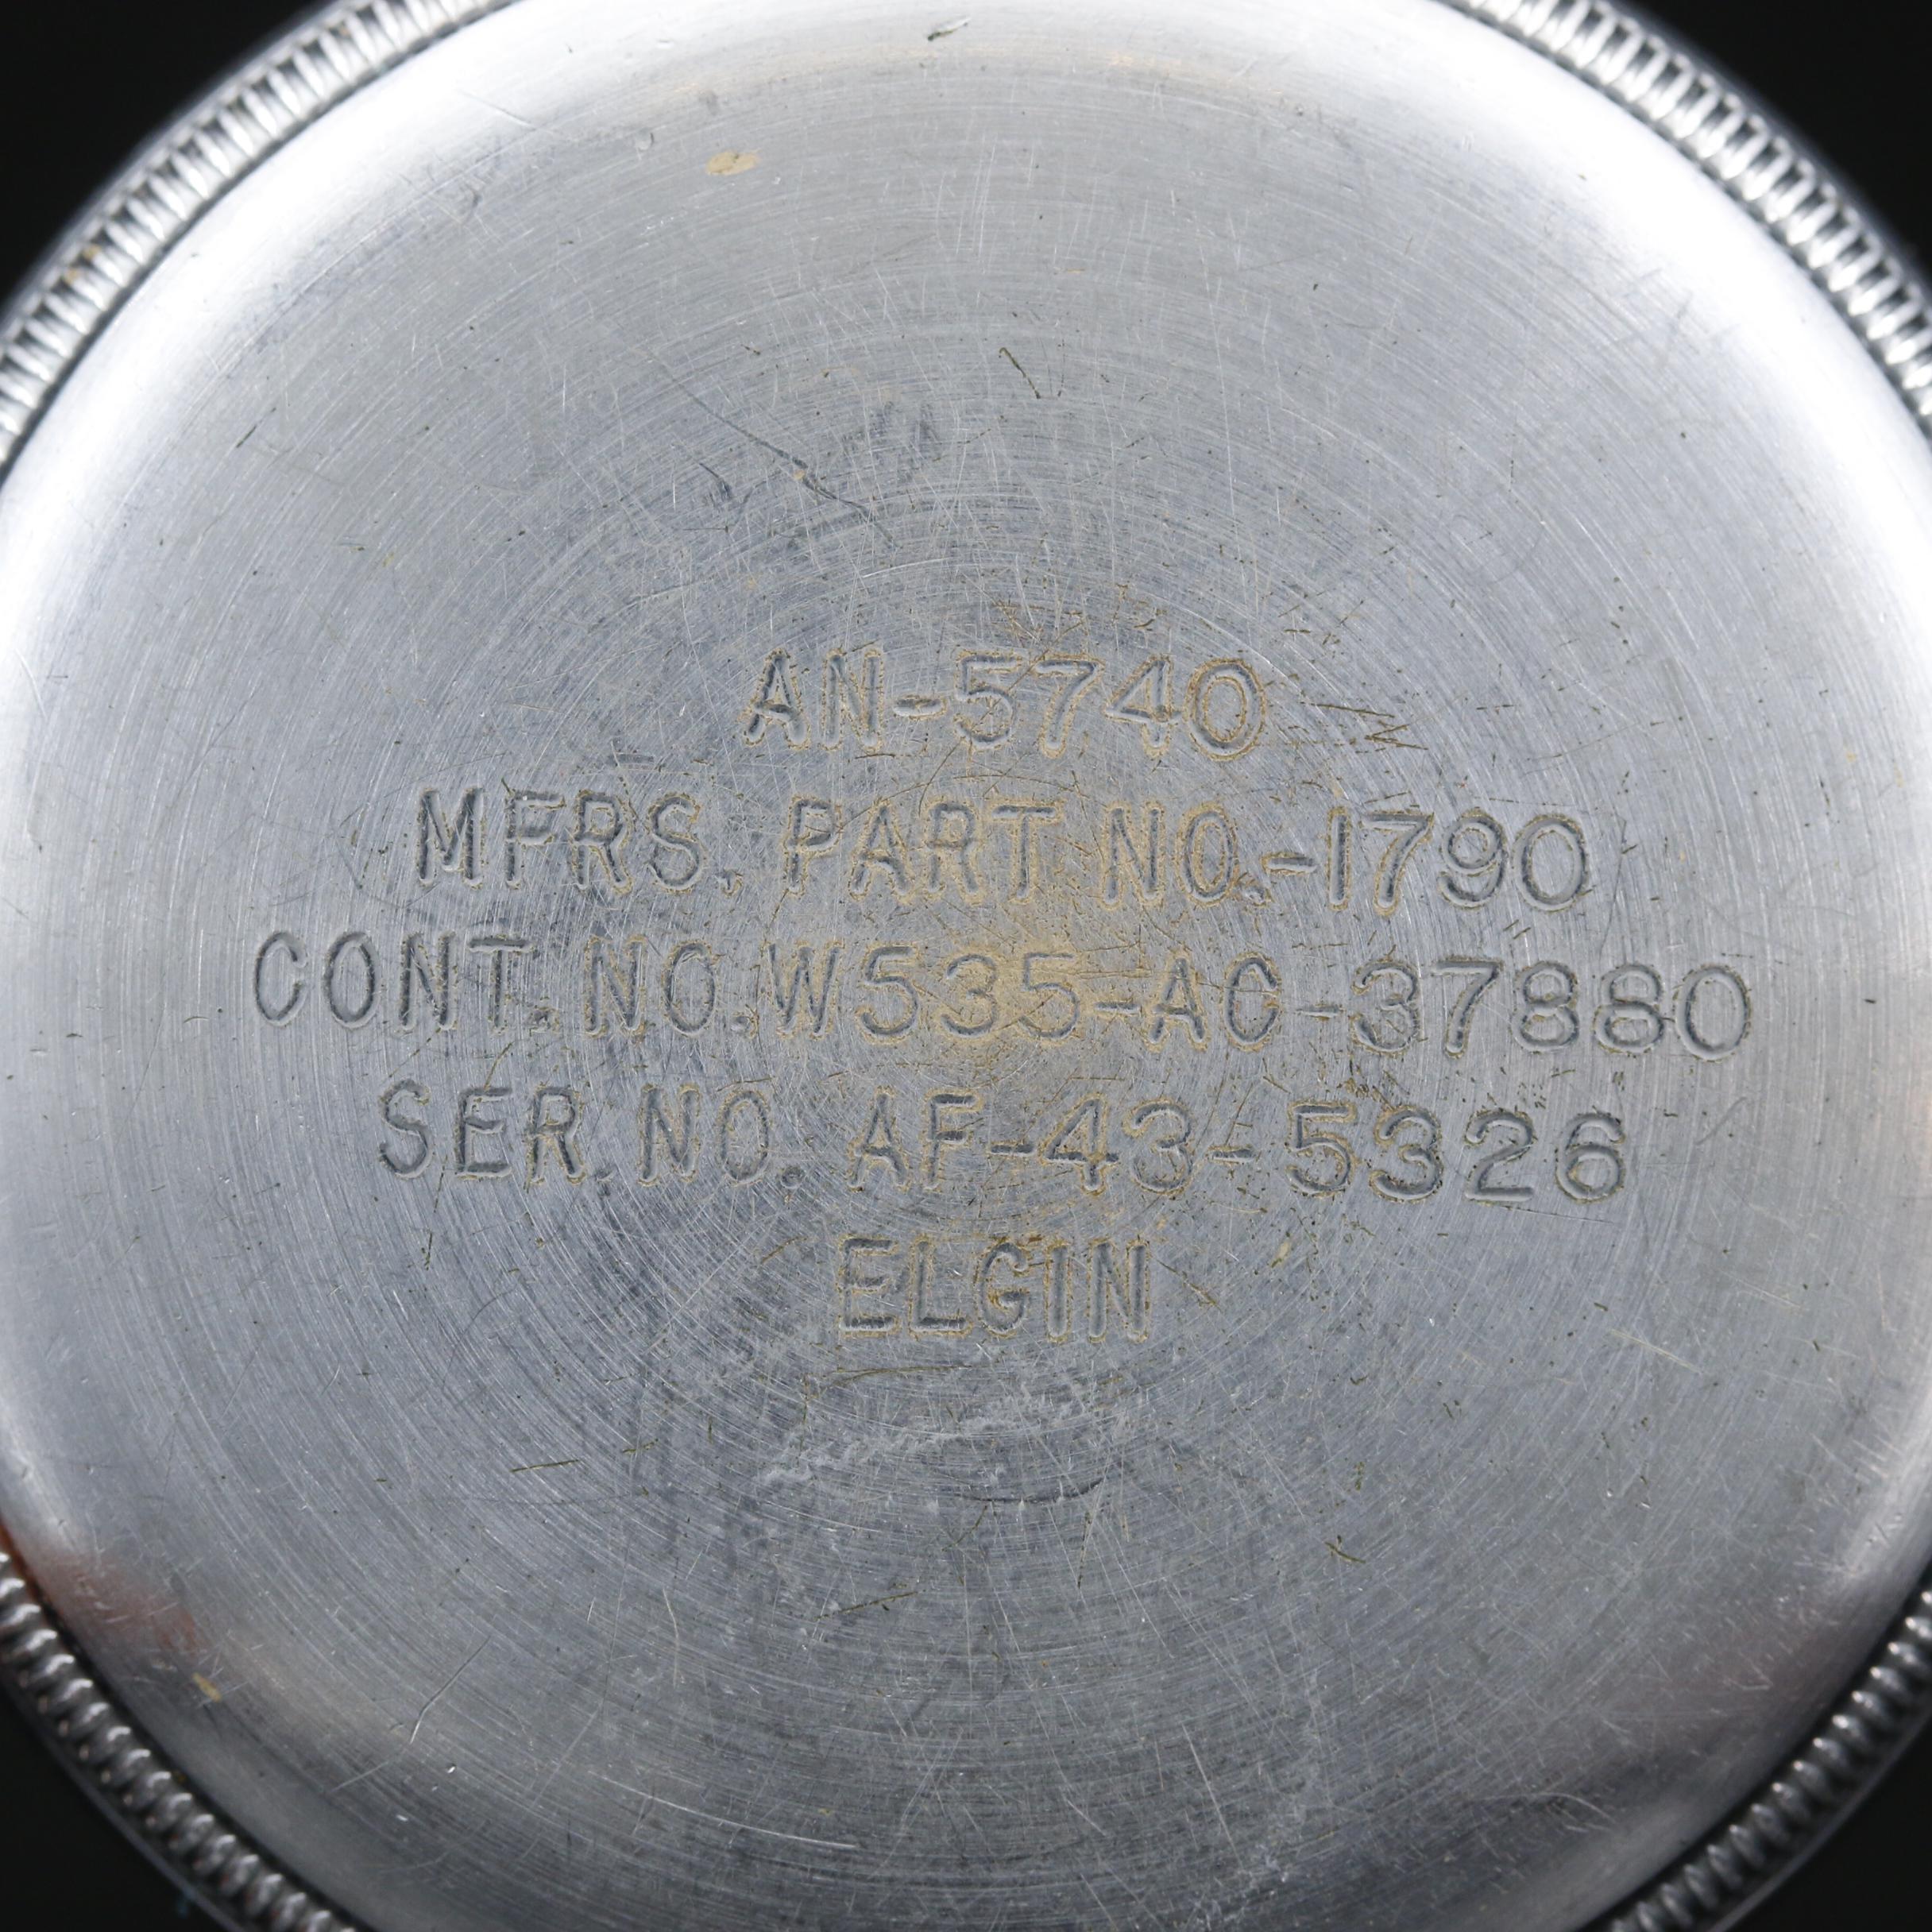 AN-5740
MFRS. PART NO.-1790
CONT. NO. W535-AC-37880
SER. NO. AF-43-5326
ELGIN